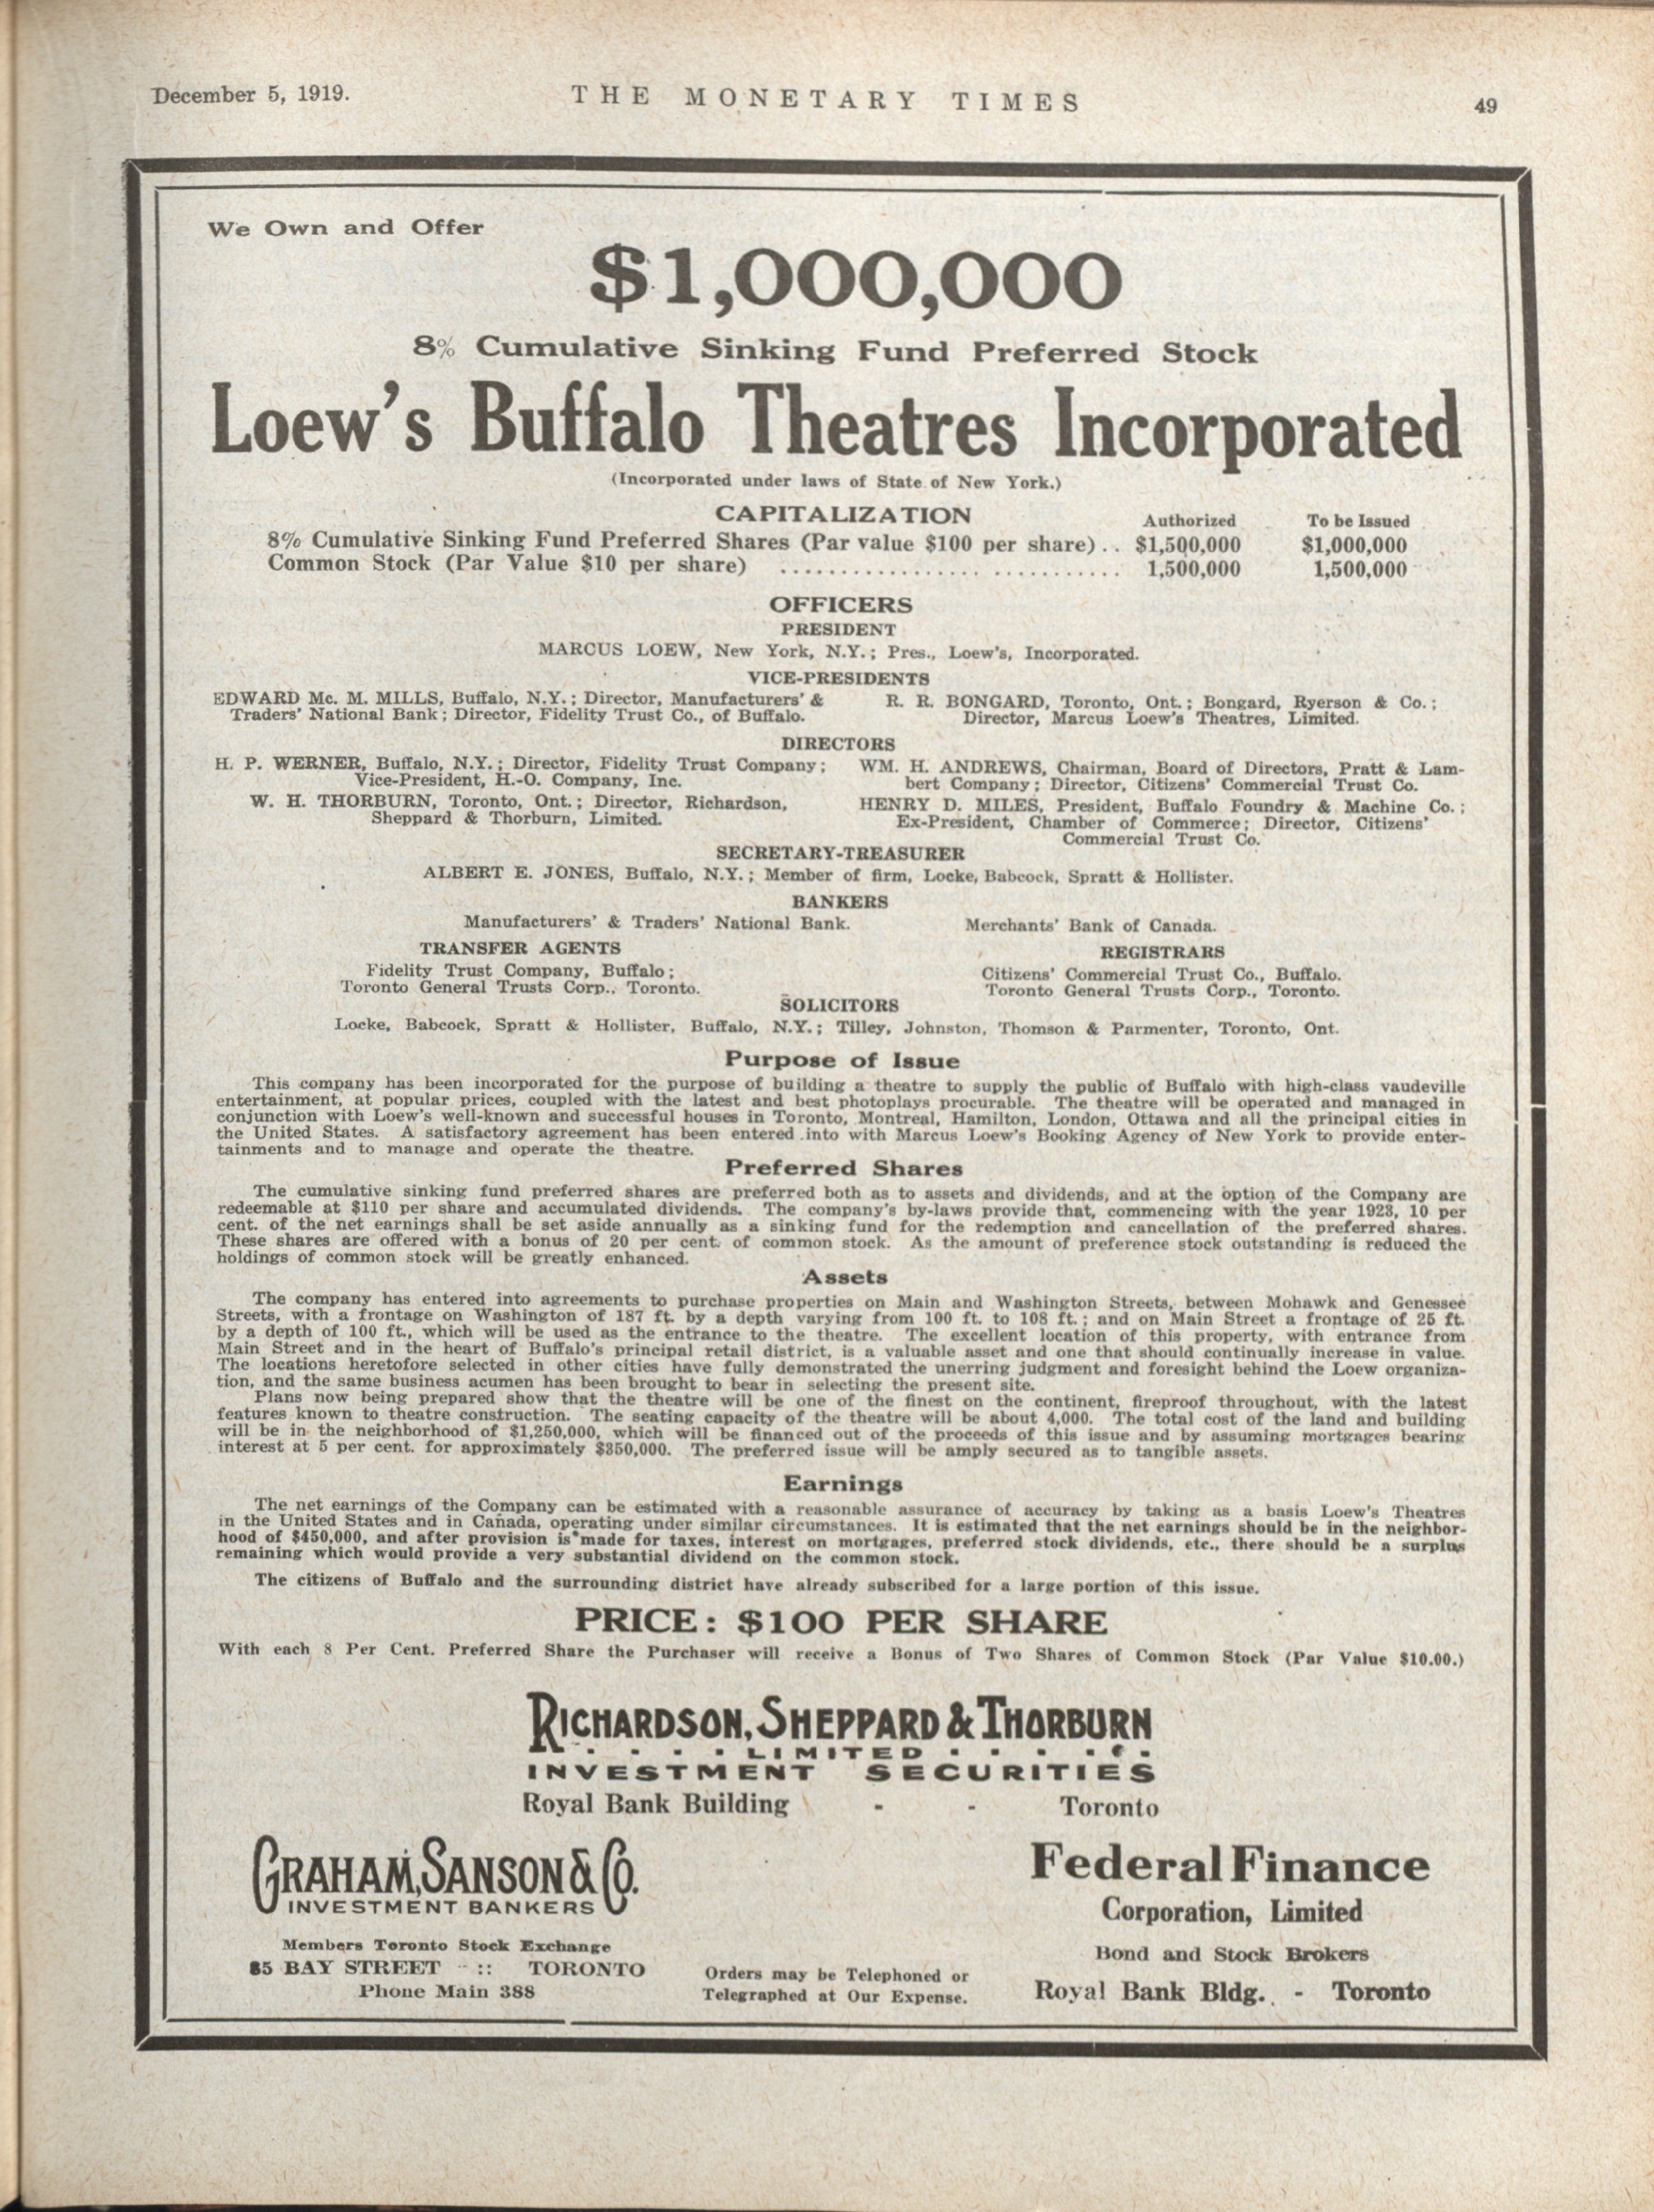 December 5, 1919.
THE MONETARY TIMES
49
We Own and Offer
$1,000,000
8% Cumulative Sinking Fund Preferred Stock
Loew's Buffalo Theatres Incorporated
(Incorporated under laws of State of New York.)
CAPITALIZATION
Authorized To be Issued
8% Cumulative Sinking Fund Preferred Shares (Par value $100 per share).. $1,500,000 $1,000,000
Common Stock (Par Value $10 per share) ............................ 1,500,000 1,500,000
OFFICERS
PRESIDENT
MARCUS LOEW, New York, N.Y.; Pres., Loew's, Incorporated.
VICE-PRESIDENTS
EDWARD Mc. M. MILLS, Buffalo, N.Y.; Director, Manufacturers' &
Traders' National Bank; Director, Fidelity Trust Co., of Buffalo.
R. R. BONGARD, Toronto, Ont.; Bongard, Ryerson & Co.;
Director, Marcus Loew's Theatres, Limited.
DIRECTORS
H. P. WERNER, Buffalo, N.Y.; Director, Fidelity Trust Company;
Vice-President, H.-O. Company, Inc.
W. H. THORBURN, Toronto, Ont.; Director, Richardson,
Sheppard & Thorburn, Limited.
WM. H. ANDREWS, Chairman, Board of Directors, Pratt & Lam-
bert Company; Director, Citizens' Commercial Trust Co.
HENRY D. MILES, President, Buffalo Foundry & Machine Co.;
Ex-President, Chamber of Commerce; Director, Citizens'
Commercial Trust Co.
SECRETARY-TREASURER
ALBERT E. JONES, Buffalo, N.Y.; Member of firm, Locke, Babcock, Spratt & Hollister.
BANKERS
Manufacturers' & Traders' National Bank. Merchants' Bank of Canada.
TRANSFER AGENTS
Fidelity Trust Company, Buffalo;
Toronto General Trusts Corp., Toronto.
REGISTRARS
Citizens' Commercial Trust Co., Buffalo.
Toronto General Trusts Corp., Toronto.
SOLICITORS
Locke, Babcock, Spratt & Hollister, Buffalo, N.Y.; Tilley, Johnston, Thomson & Parmenter, Toronto, Ont.
Purpose of Issue
This company has been incorporated for the purpose of building a theatre to supply the public of Buffalo with high-class vaudeville
entertainment, at popular prices, coupled with the latest and best photoplays procurable. The theatre will be operated and managed in
conjunction with Loew's well-known and successful houses in Toronto, Montreal, Hamilton, London, Ottawa and all the principal cities in
the United States. A satisfactory agreement has been entered into with Marcus Loew's Booking Agency of New York to provide enter-
tainments and to manage and operate the theatre.
Preferred Shares
The cumulative sinking fund preferred shares are preferred both as to assets and dividends, and at the option of the Company are
redeemable at $110 per share and accumulated dividends. The company's by-laws provide that, commencing with the year 1923, 10 per
cent. of the net earnings shall be set aside annually as a sinking fund for the redemption and cancellation of the preferred shares.
These shares are offered with a bonus of 20 per cent. of common stock. As the amount of preference stock outstanding is reduced the
holdings of common stock will be greatly enhanced.
Assets
The company has entered into agreements to purchase properties on Main and Washington Streets, between Mohawk and Genessee
Streets, with a frontage on Washington of 187 ft. by a depth varying from 100 ft. to 108 ft.; and on Main Street a frontage of 25 ft.
by a depth of 100 ft., which will be used as the entrance to the theatre. The excellent location of this property, with entrance from
Main Street and in the heart of Buffalo's principal retail district, is a valuable asset and one that should continually increase in value.
The locations heretofore selected in other cities have fully demonstrated the unerring judgment and foresight behind the Loew organiza-
tion, and the same business acumen has been brought to bear in selecting the present site.
Plans now being prepared show that the theatre will be one of the finest on the continent, fireproof throughout, with the latest
features known to theatre construction. The seating capacity of the theatre will be about 4,000. The total cost of the land and building
will be in the neighborhood of $1,250,000, which will be financed out of the proceeds of this issue and by assuming mortgages bearing
interest at 5 per cent. for approximately $350,000. The preferred issue will be amply secured as to tangible assets.
Earnings
The net earnings of the Company can be estimated with a reasonable assurance of accuracy by taking as a basis Loew's Theatres
in the United States and in Canada, operating under similar circumstances. It is estimated that the net earnings should be in the neighbor-
hood of $450,000, and after provision is made for taxes, interest on mortgages, preferred stock dividends, etc., there should be a surplus
remaining which would provide a very substantial dividend on the common stock.
The citizens of Buffalo and the surrounding district have already subscribed for a large portion of this issue.
PRICE: $100 PER SHARE
With each 8 Per Cent. Preferred Share the Purchaser will receive a Bonus of Two Shares of Common Stock (Par Value $10.00.)
RICHARDSON, SHEPPARD & THORBURN
LIMITED
INVESTMENT SECURITIES
Royal Bank Building - - Toronto
GRAHAM, SANSON & CO.
INVESTMENT BANKERS
Members Toronto Stock Exchange
85 BAY STREET - :: TORONTO
Phone Main 388
Orders may be Telephoned or
Telegraphed at Our Expense.
Federal Finance
Corporation, Limited
Bond and Stock Brokers
Royal Bank Bldg. - Toronto